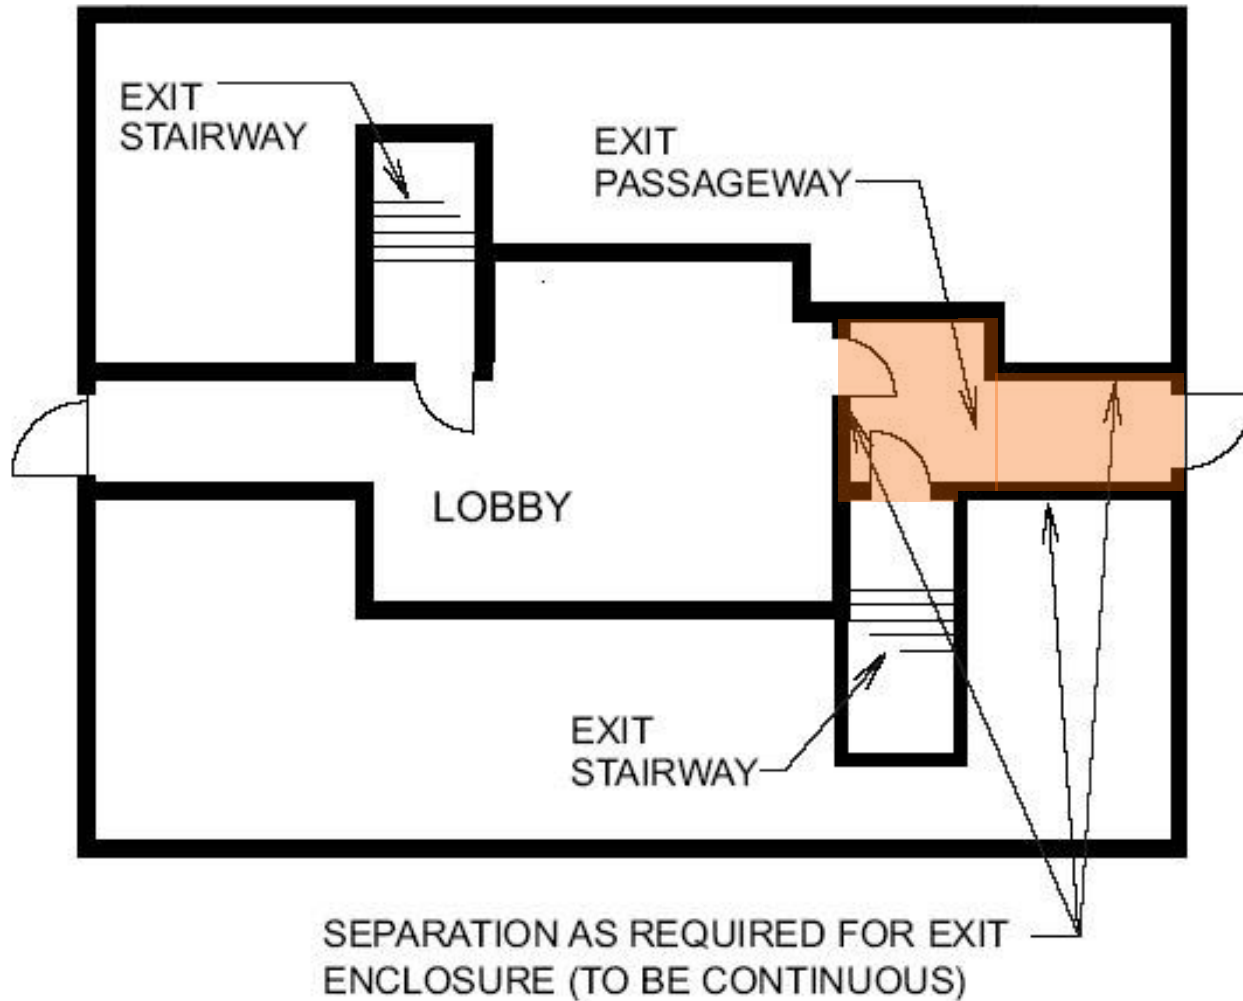 EXIT
STAIRWAY
EXIT
PASSAGEWAY
LOBBY
EXIT
STAIRWAY
SEPARATION AS REQUIRED FOR EXIT
ENCLOSURE (TO BE CONTINUOUS)